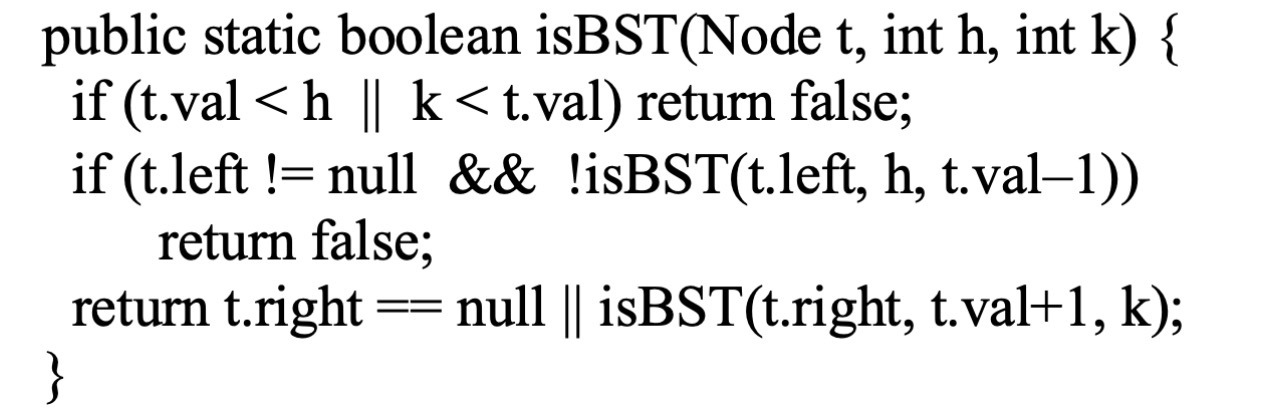 public static boolean isBST(Node t, int h, int k) {
if (t.val < h || k < t.val) return false;
if (t.left != null && !isBST(t.left, h, t.val–1))
return false;
return t.right == null || isBST(t.right, t.val+1, k);
}